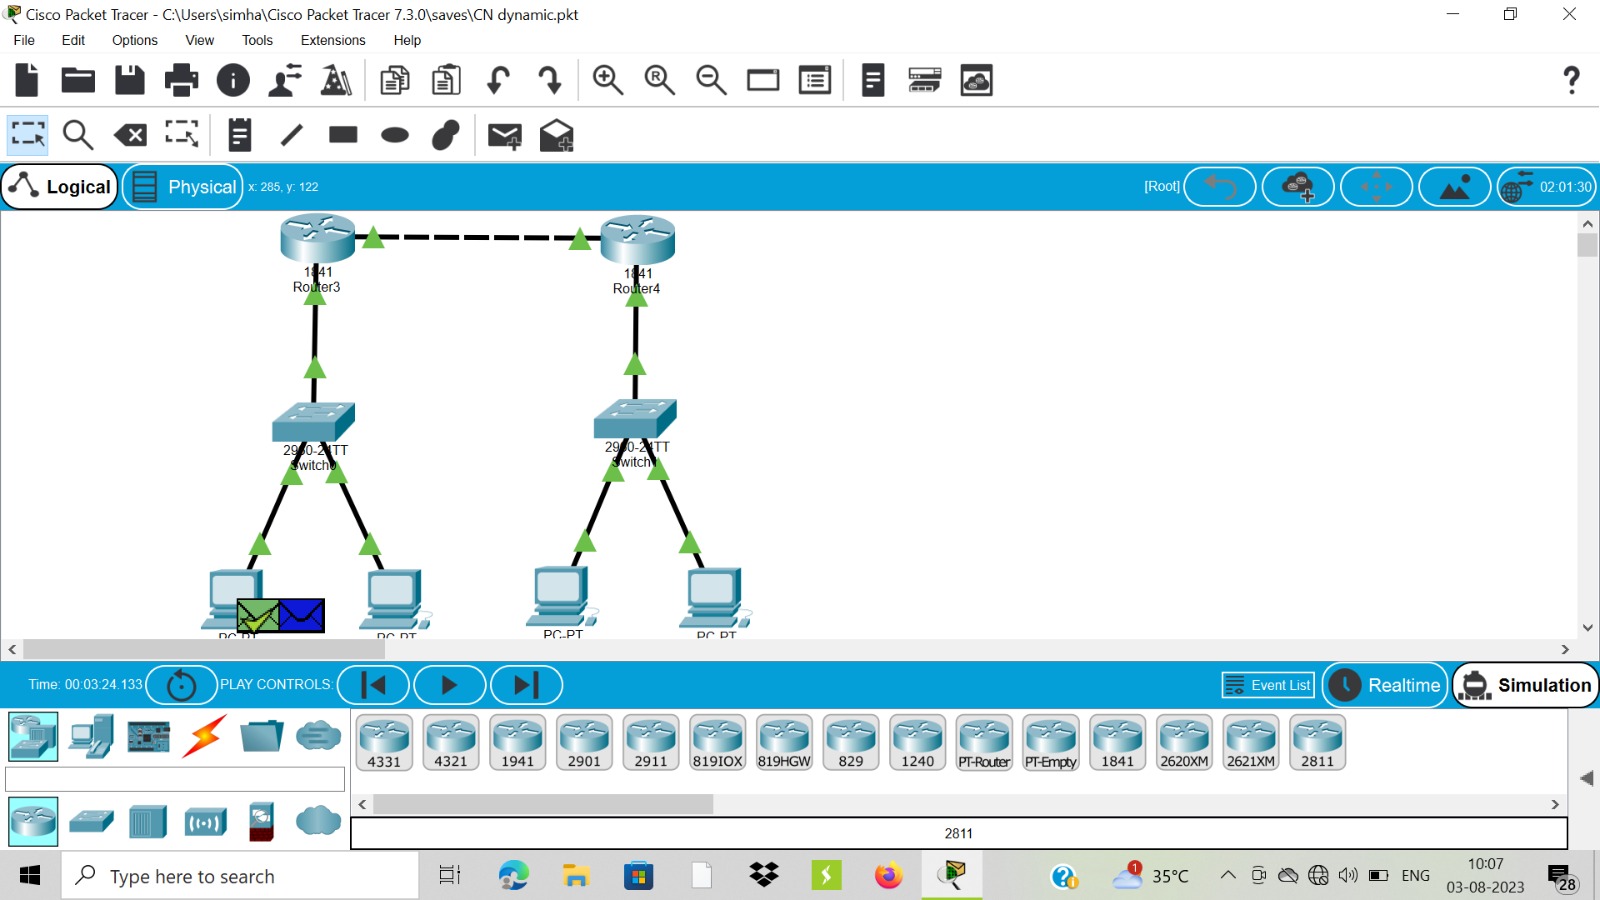 Cisco Packet Tracer - C:\Users\simha\Cisco Packet Tracer 7.3.0\saves\CN dynamic.pkt
File Edit Options View Tools Extensions Help
R
?
Logical Physical x: 285, y: 122 [Root] 02:01:30
1841
Router3
1841
Router4
2950-24TT
Switch0
2950-24TT
Switch
PC-PT
PC-PT
PC-PT
PC-PT
Time: 00:03:24.133 PLAY CONTROLS: Event List Realtime Simulation
4331 4321 1941 2901 2911 819IOX 819HGW 829 1240 PT-Router PT-Empty 1841 2620XM 2621XM 2811
2811
Type here to search
1
35°C
ENG
10:07
03-08-2023
28